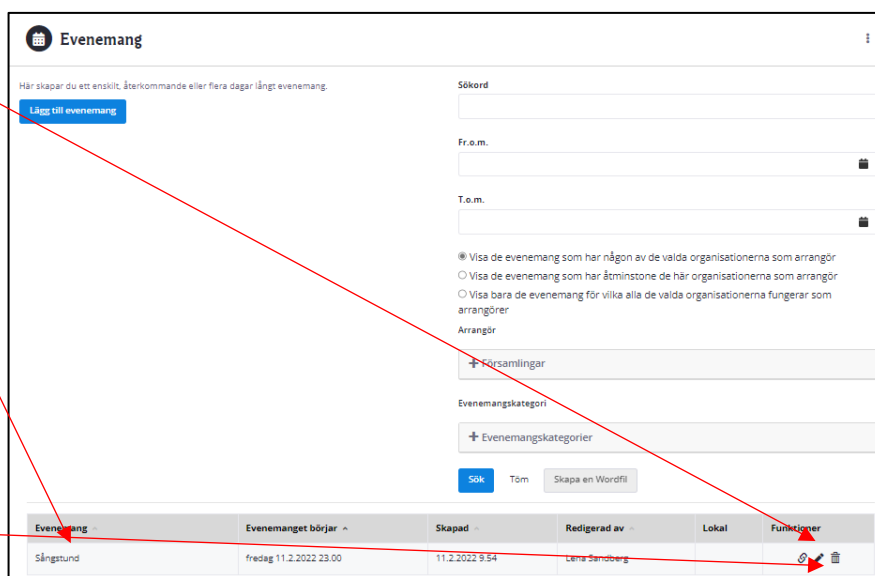 Evenemang
Här skapar du ett enskilt, återkommande eller flera dagar långt evenemang.
Lägg till evenemang
Sökord
Fr.o.m.
T.o.m.
Visa de evenemang som har någon av de valda organisationerna som arrangör
Visa de evenemang som har åtminstone de här organisationerna som arrangör
Visa bara de evenemang för vilka alla de valda organisationerna fungerar som
arrangörer
Arrangör
+ Församlingar
Evenemangskategori
+ Evenemangskategorier
Sök Töm Skapa en Wordfil
Evenemang Evenemanget börjar Skapad Redigerad av Lokal Funktioner
Sångstund fredag 11.2.2022 23.00 11.2.2022 9.54 Lena Sandberg